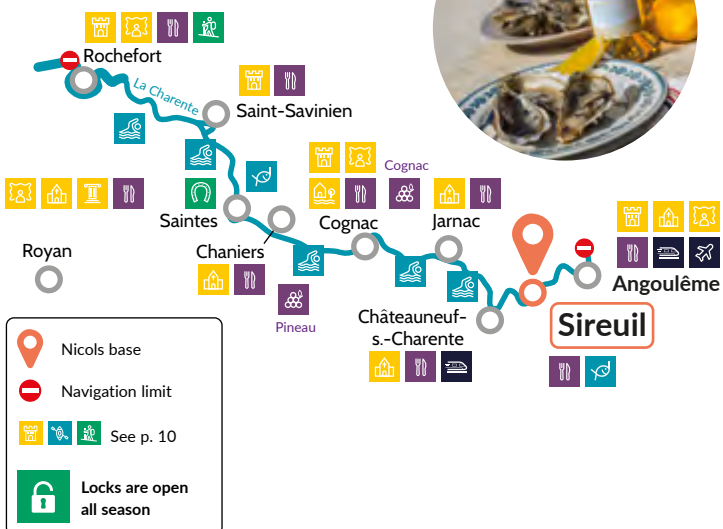 Rochefort
La Charente
Saint-Savinien
Cognac
Saintes
Chaniers
Cognac
Jarnac
Royan
Pineau
Châteauneuf-
s.-Charente
Angoulême
Sireuil
Nicols base
Navigation limit
See p. 10
Locks are open
all season